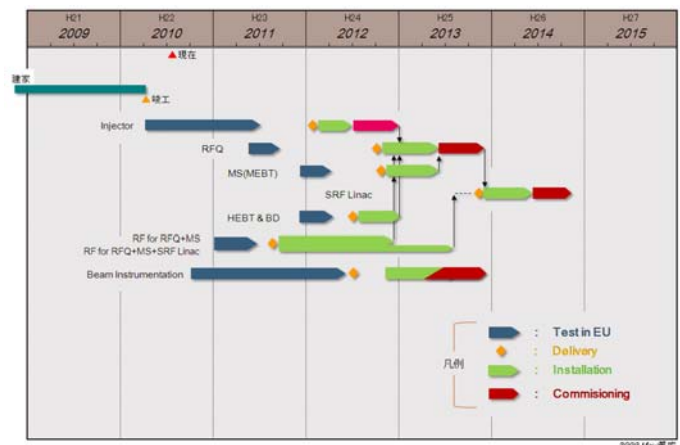 H21 H22 H23 H24 H25 H26 H27
2009 2010 2011 2012 2013 2014 2015
現在
建家
竣工
Injector
RFQ
MS(MEBT)
SRF Linac
HEBT & BD
RF for RFQ+MS
RF for RFQ+MS+SRF Linac
Beam Instrumentation
凡例
: Test in EU
: Delivery
: Installation
: Commisioning